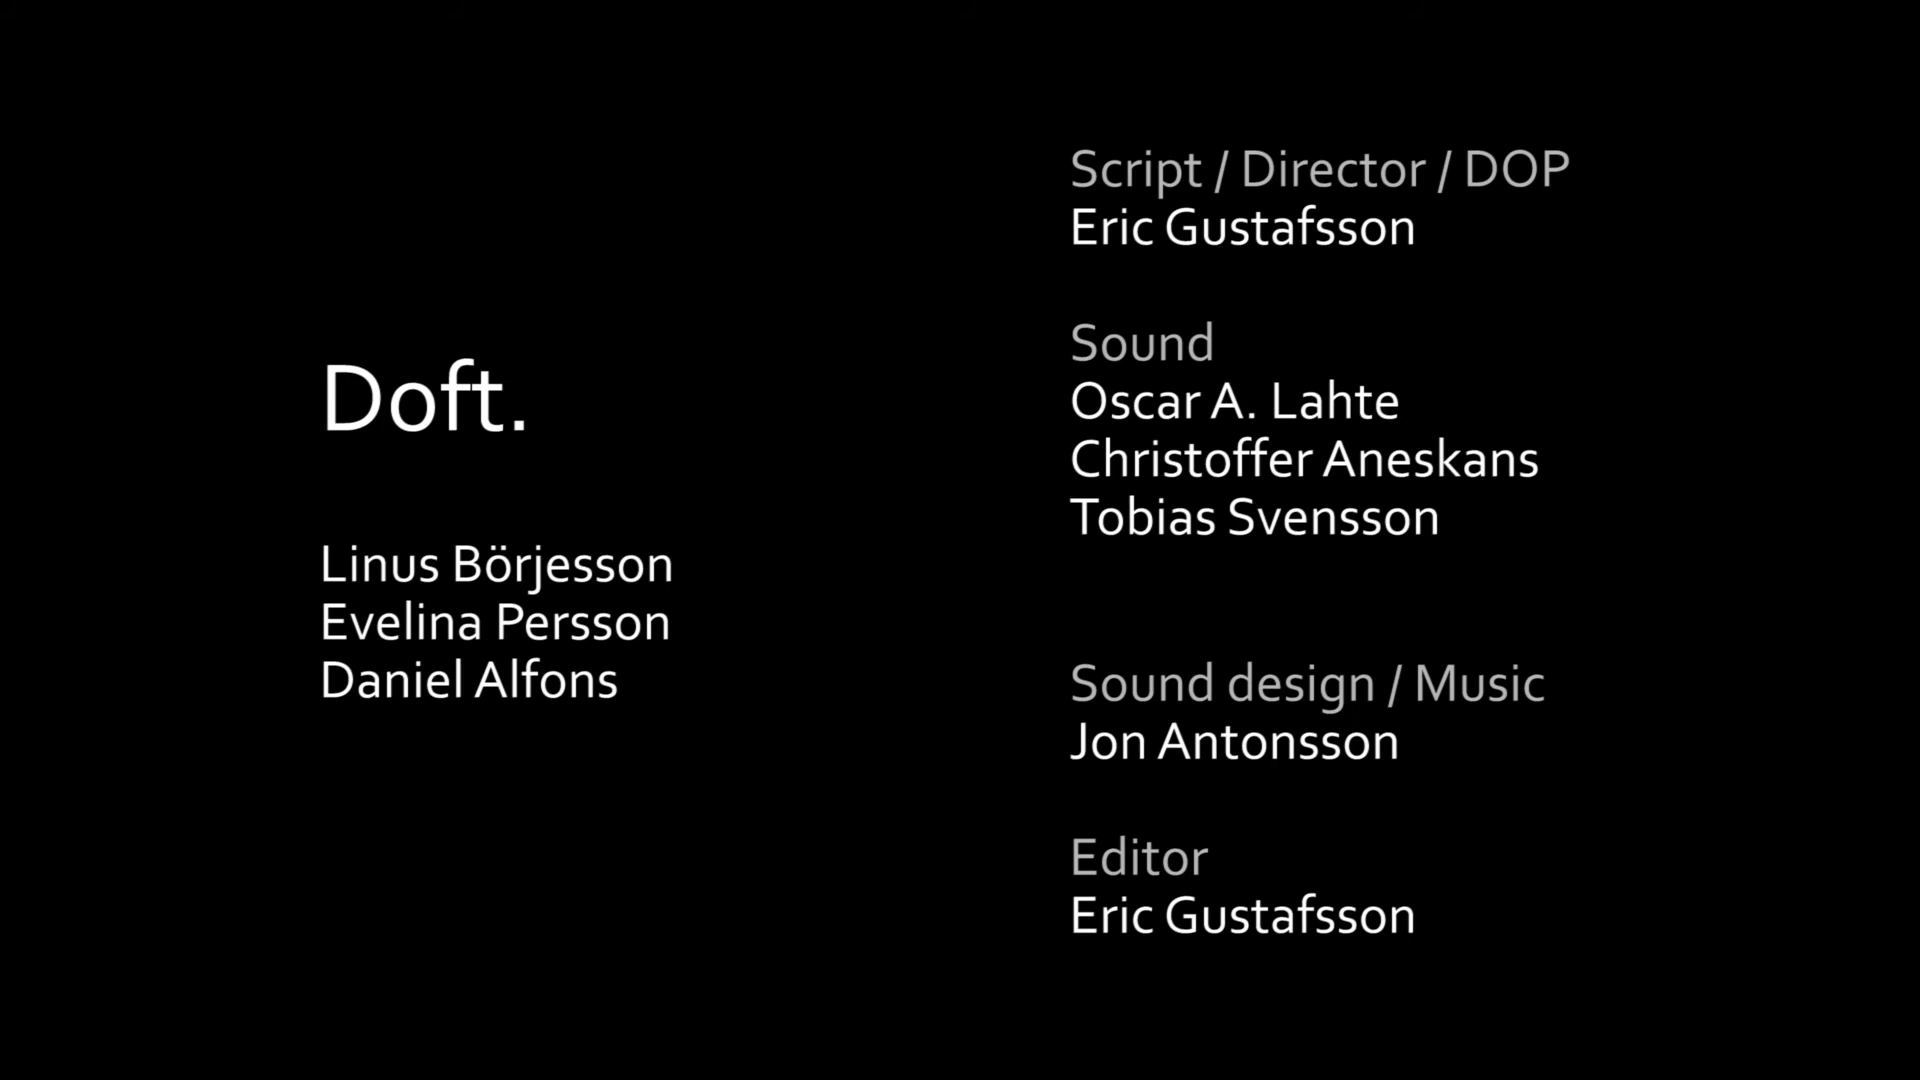 Doft.
Linus Börjesson
Evelina Persson
Daniel Alfons
Script / Director / DOP
Eric Gustafsson
Sound
Oscar A. Lahte
Christoffer Aneskans
Tobias Svensson
Sound design / Music
Jon Antonsson
Editor
Eric Gustafsson